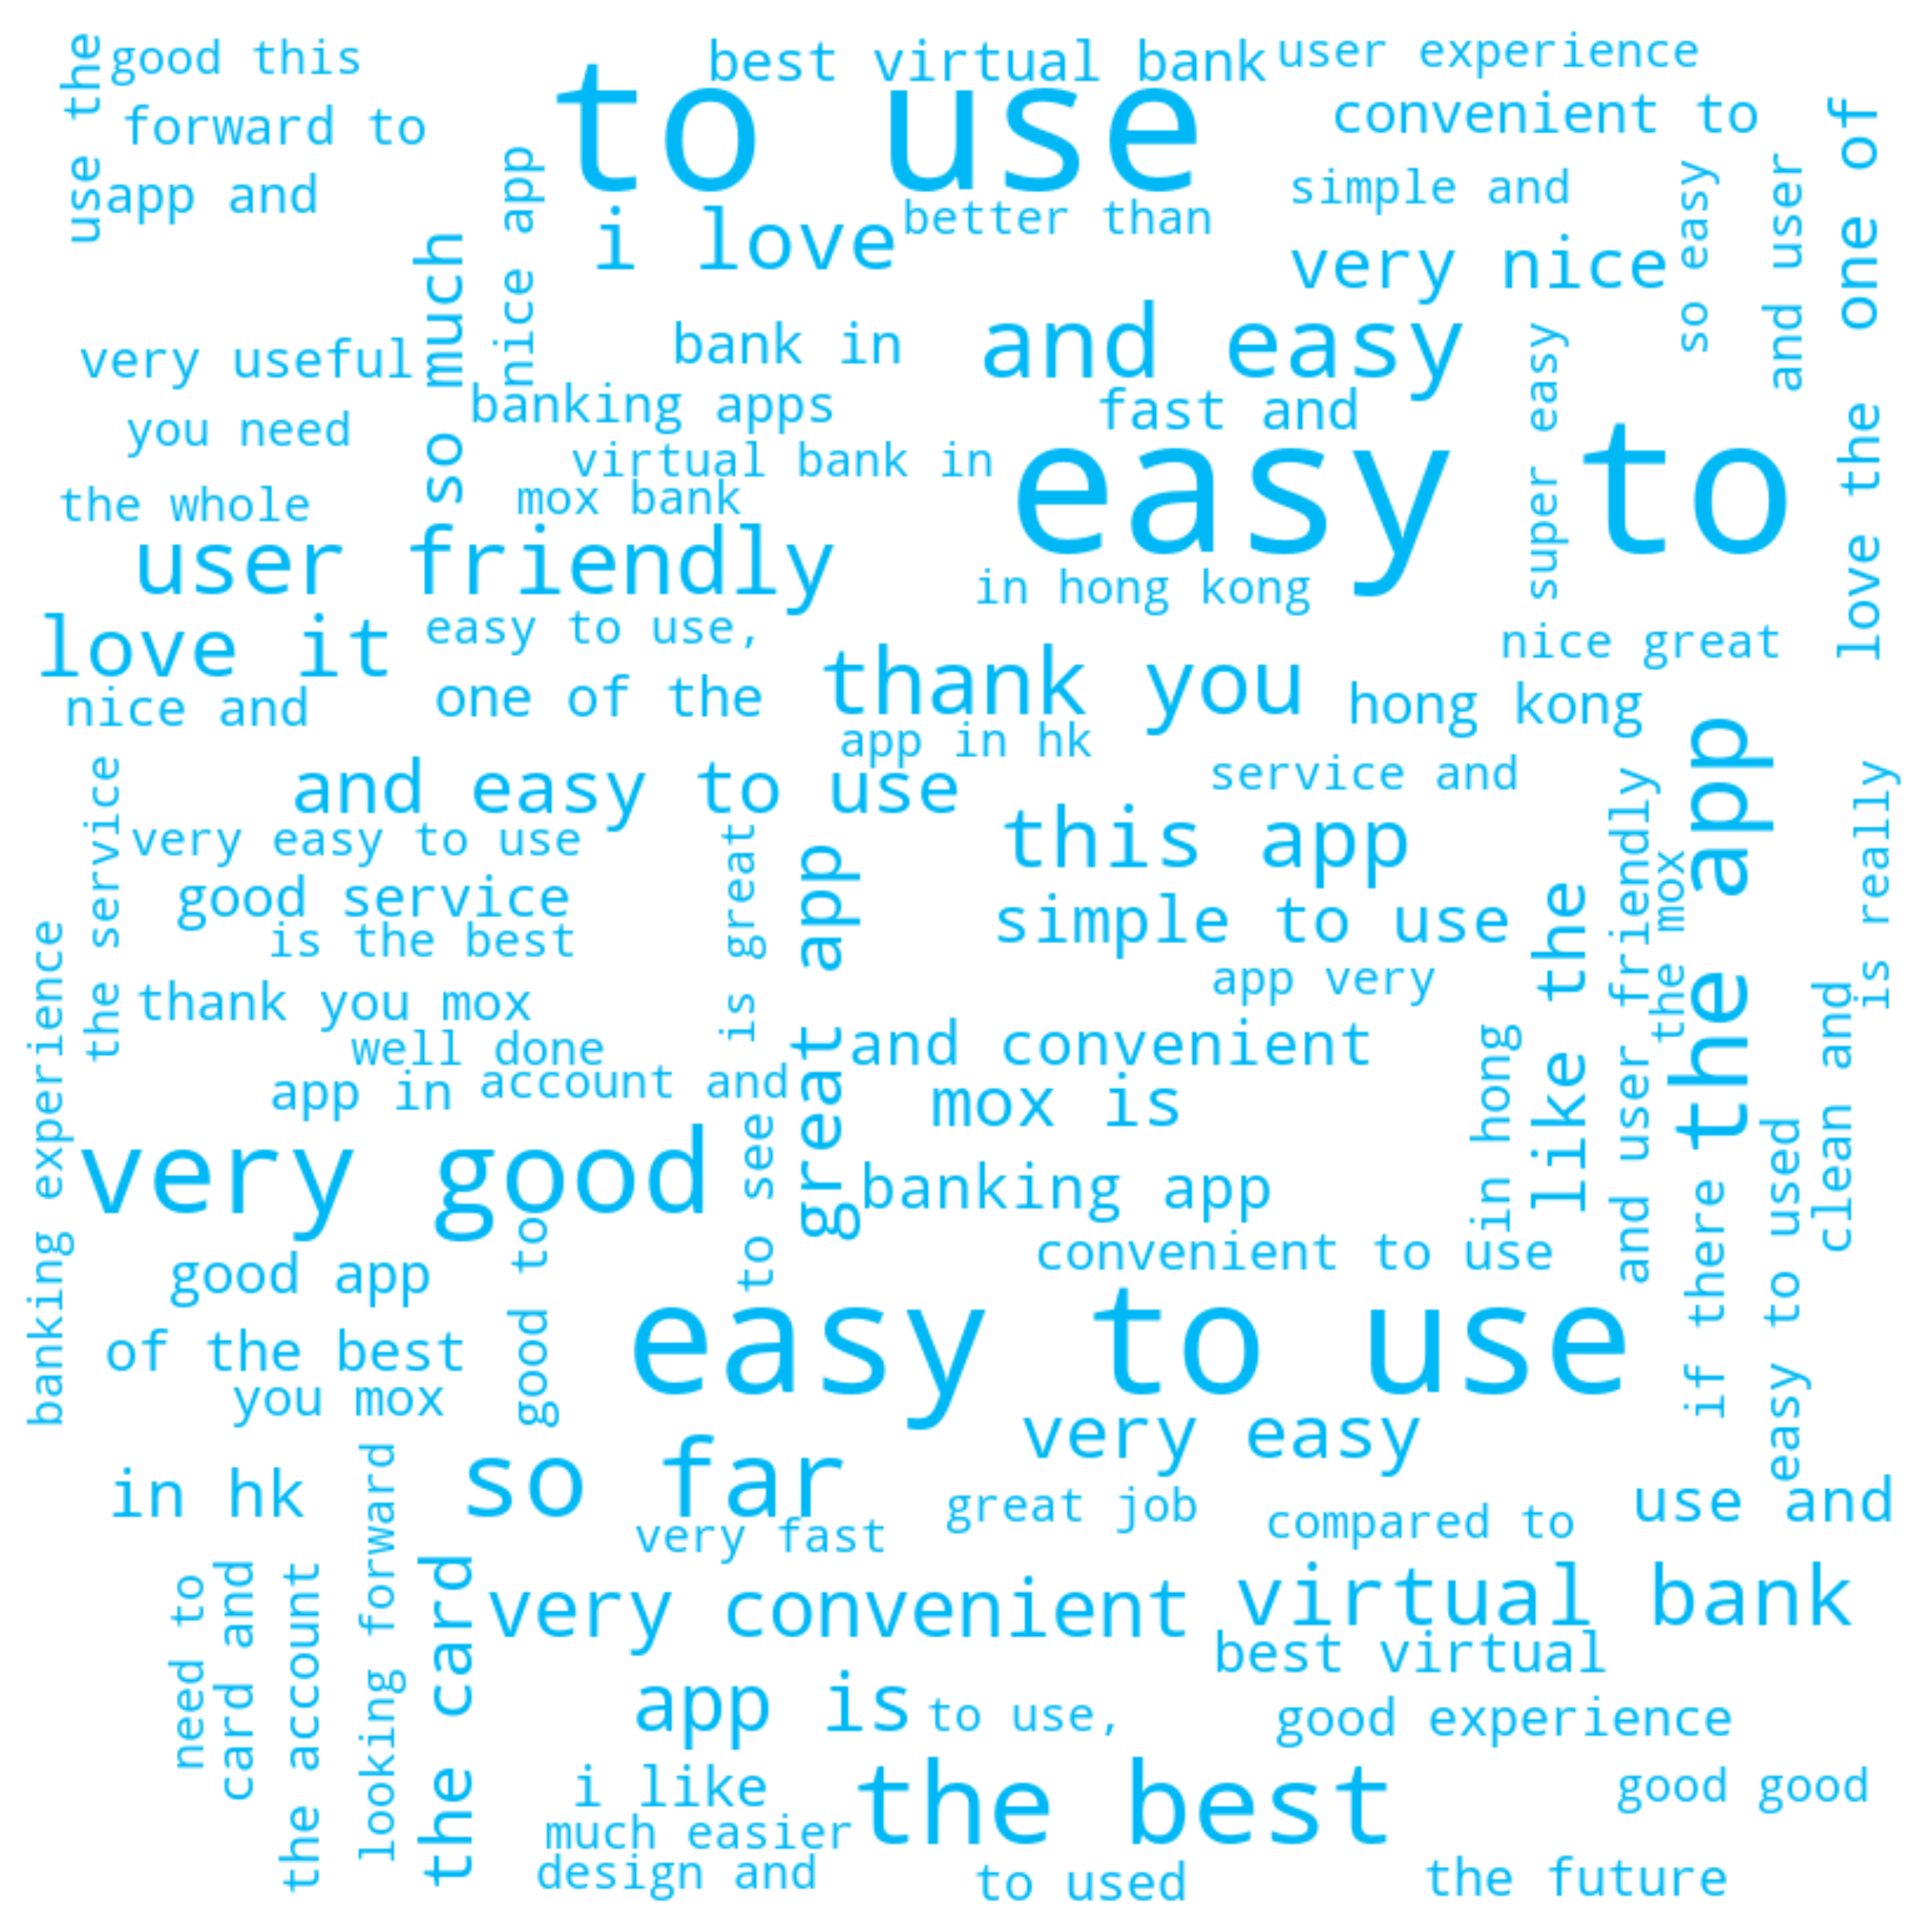 use the
good this
best virtual bank
user experience
forward to
to use
convenient to
one of
app and
nice app
simple and
so easy
and user
i love
better than
very nice
so much
very useful
bank in
and easy
banking apps
fast and
super easy
you need
love the
easy to
virtual bank in
the whole
mox bank
user friendly
in hong kong
love it
easy to use,
nice great
nice and
one of the
thank you
hong kong
app in hk
the app
the service
and easy to use
service and
is really
very easy to use
is great
great app
this app
and user friendly
the mox
good service
simple to use
like the
is the best
banking experience
app very
thank you mox
clean and
well done
and convenient
in hong
app in
account and
mox is
to see
very good
banking app
easy to used
if there
good to
good app
convenient to use
of the best
easy to use
you mox
very easy
looking forward
in hk
so far
great job
compared to
use and
very fast
need to
card and
the account
the card
very convenient
virtual bank
best virtual
app is
to use,
good experience
i like
the best
good good
much easier
design and
to used
the future